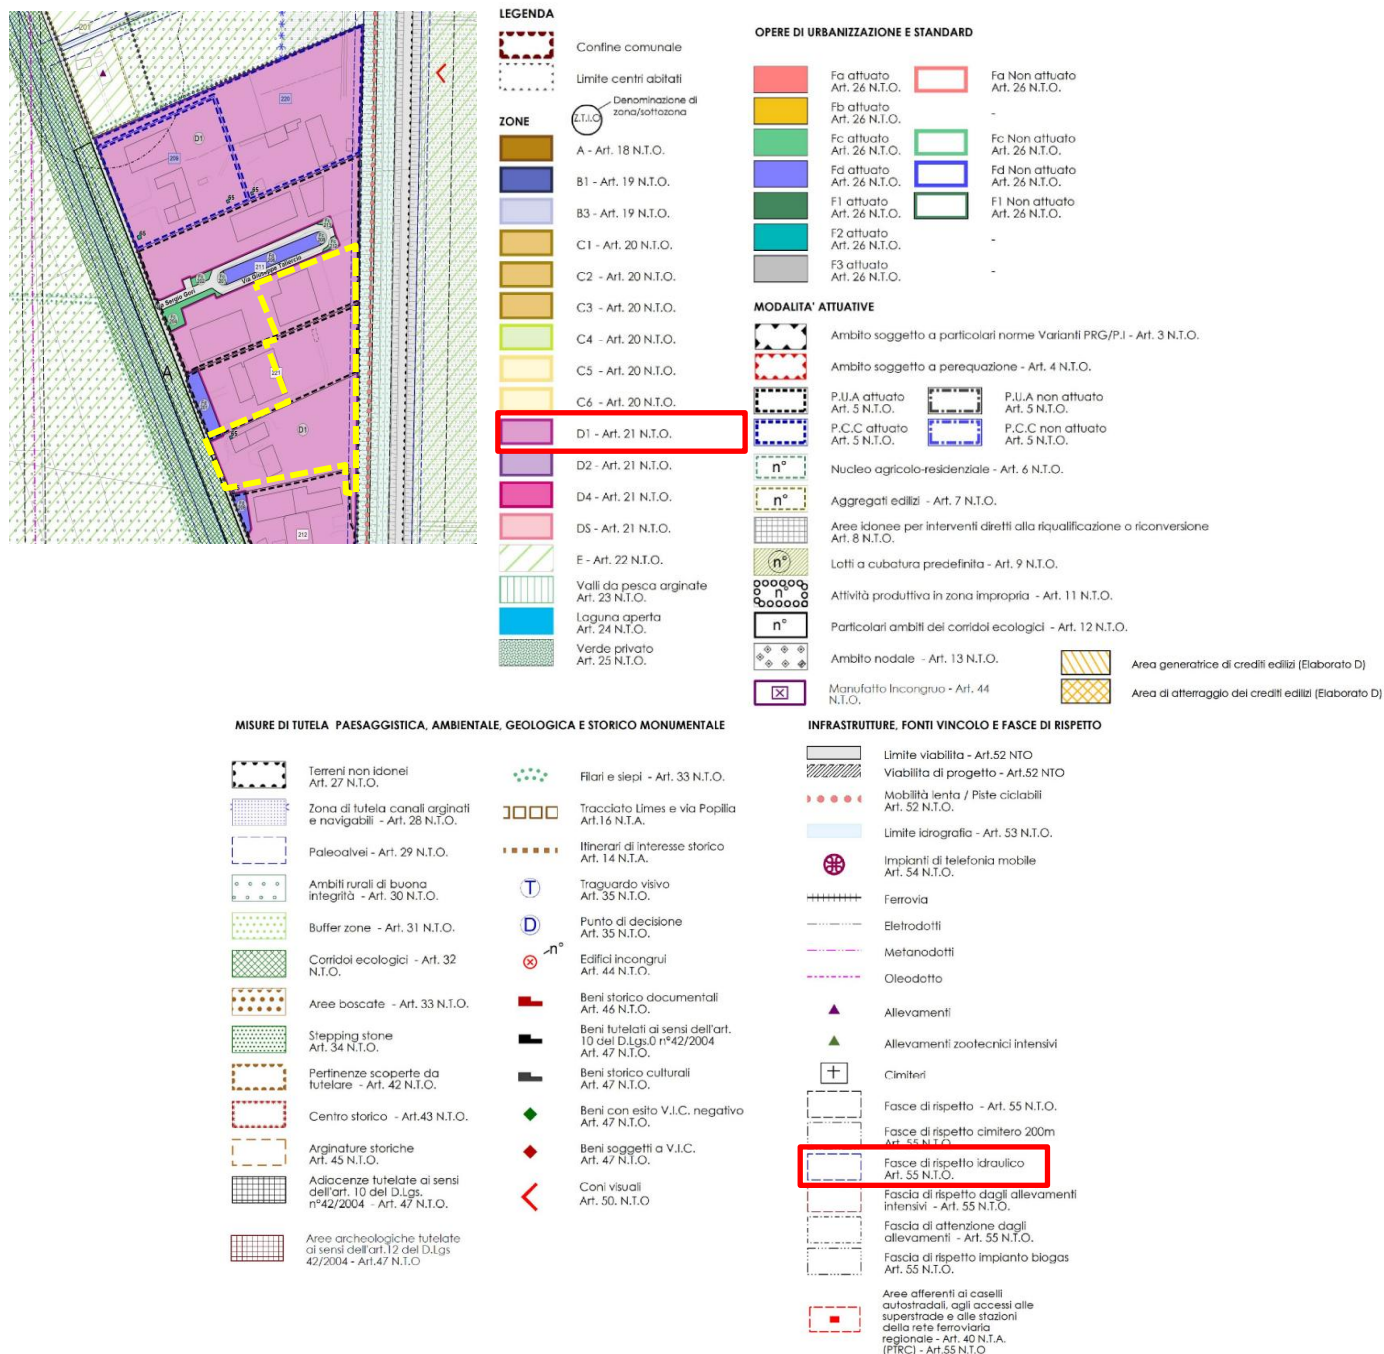 201
220
D1
209
65
65
65
211
Via Sergio Gori
Via Giuseppe Taliercio
A
221
65
D1
212
LEGENDA
Confine comunale
Limite centri abitati
Denominazione di
zona/sottozona
Z.T.I.O
ZONE
A - Art. 18 N.T.O.
B1 - Art. 19 N.T.O.
B3 - Art. 19 N.T.O.
C1 - Art. 20 N.T.O.
C2 - Art. 20 N.T.O.
C3 - Art. 20 N.T.O.
C4 - Art. 20 N.T.O.
C5 - Art. 20 N.T.O.
C6 - Art. 20 N.T.O.
D1 - Art. 21 N.T.O.
D2 - Art. 21 N.T.O.
D4 - Art. 21 N.T.O.
DS - Art. 21 N.T.O.
E - Art. 22 N.T.O.
Valli da pesca arginate
Art. 23 N.T.O.
Laguna aperta
Art. 24 N.T.O.
Verde privato
Art. 25 N.T.O.
OPERE DI URBANIZZAZIONE E STANDARD
Fa attuato
Art. 26 N.T.O.
Fa Non attuato
Art. 26 N.T.O.
Fb attuato
Art. 26 N.T.O.
-
Fc attuato
Art. 26 N.T.O.
Fc Non attuato
Art. 26 N.T.O.
Fd attuato
Art. 26 N.T.O.
Fd Non attuato
Art. 26 N.T.O.
F1 attuato
Art. 26 N.T.O.
F1 Non attuato
Art. 26 N.T.O.
F2 attuato
Art. 26 N.T.O.
-
F3 attuato
Art. 26 N.T.O.
-
MODALITA' ATTUATIVE
Ambito soggetto a particolari norme Varianti PRG/P.I - Art. 3 N.T.O.
Ambito soggetto a perequazione - Art. 4 N.T.O.
P.U.A attuato
Art. 5 N.T.O.
P.U.A non attuato
Art. 5 N.T.O.
P.C.C attuato
Art. 5 N.T.O.
P.C.C non attuato
Art. 5 N.T.O.
n° Nucleo agricolo-residenziale - Art. 6 N.T.O.
n° Aggregati edilizi - Art. 7 N.T.O.
Aree idonee per interventi diretti alla riqualificazione o riconversione
Art. 8 N.T.O.
n° Lotti a cubatura predefinita - Art. 9 N.T.O.
n° Attività produttiva in zona impropria - Art. 11 N.T.O.
n° Particolari ambiti dei corridoi ecologici - Art. 12 N.T.O.
Ambito nodale - Art. 13 N.T.O.
Manufatto Incongruo - Art. 44
N.T.O.
Area generatrice di crediti edilizi (Elaborato D)
Area di atterraggio dei crediti edilizi (Elaborato D)
MISURE DI TUTELA PAESAGGISTICA, AMBIENTALE, GEOLOGICA E STORICO MONUMENTALE
Terreni non idonei
Art. 27 N.T.O.
Zona di tutela canali arginati
e navigabili - Art. 28 N.T.O.
Paleoalvei - Art. 29 N.T.O.
Ambiti rurali di buona
integrità - Art. 30 N.T.O.
Buffer zone - Art. 31 N.T.O.
Corridoi ecologici - Art. 32
N.T.O.
Aree boscate - Art. 33 N.T.O.
Stepping stone
Art. 34 N.T.O.
Pertinenze scoperte da
tutelare - Art. 42 N.T.O.
Centro storico - Art.43 N.T.O.
Arginature storiche
Art. 45 N.T.O.
Adiacenze tutelate ai sensi
dell'art. 10 del D.Lgs.
n°42/2004 - Art. 47 N.T.O.
Aree archeologiche tutelate
ai sensi dell'art.12 del D.Lgs
42/2004 - Art.47 N.T.O
Filari e siepi - Art. 33 N.T.O.
Tracciato Limes e via Popilia
Art.16 N.T.A.
Itinerari di interesse storico
Art. 14 N.T.A.
T Traguardo visivo
Art. 35 N.T.O.
D Punto di decisione
Art. 35 N.T.O.
n° Edifici incongrui
Art. 44 N.T.O.
Beni storico documentali
Art. 46 N.T.O.
Beni tutelati ai sensi dell'art.
10 del D.Lgs.0 n°42/2004
Art. 47 N.T.O.
Beni storico culturali
Art. 47 N.T.O.
Beni con esito V.I.C. negativo
Art. 47 N.T.O.
Beni soggetti a V.I.C.
Art. 47 N.T.O.
Coni visuali
Art. 50. N.T.O
INFRASTRUTTURE, FONTI VINCOLO E FASCE DI RISPETTO
Limite viabilita - Art.52 NTO
Viabilita di progetto - Art.52 NTO
Mobilità lenta / Piste ciclabili
Art. 52 N.T.O.
Limite idrografia - Art. 53 N.T.O.
Impianti di telefonia mobile
Art. 54 N.T.O.
Ferrovia
Eletrodotti
Metanodotti
Oleodotto
Allevamenti
Allevamenti zootecnici intensivi
Cimiteri
Fasce di rispetto - Art. 55 N.T.O.
Fasce di rispetto cimitero 200m
Art. 55 N.T.O.
Fasce di rispetto idraulico
Art. 55 N.T.O.
Fascia di rispetto dagli allevamenti
intensivi - Art. 55 N.T.O.
Fascia di attenzione dagli
allevamenti - Art. 55 N.T.O.
Fascia di rispetto impianto biogas
Art. 55 N.T.O.
Aree afferenti ai caselli
autostradali, agli accessi alle
superstrade e alle stazioni
della rete ferroviaria
regionale - Art. 40 N.T.A.
(PTRC) - Art.55 N.T.O